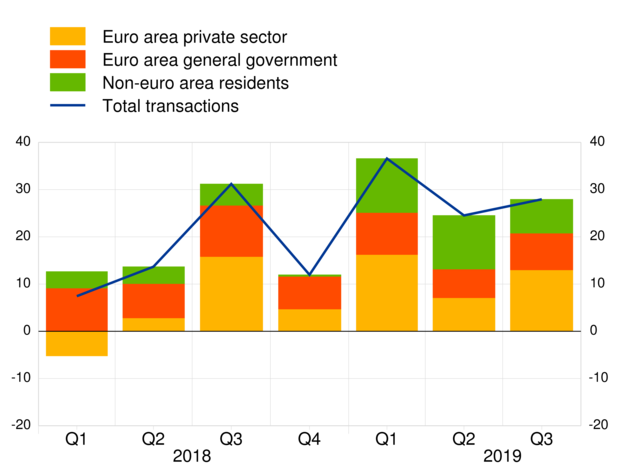 Euro area private sector
Euro area general government
Non-euro area residents
Total transactions
40 40
30 30
20 20
10 10
0 0
-10 -10
-20 -20
Q1 Q2 Q3 Q4 Q1 Q2 Q3
2018 2019